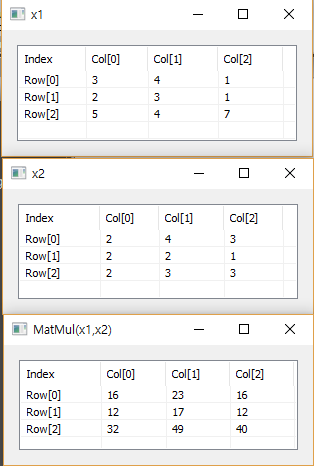 x1
Index Col[0] Col[1] Col[2]
Row[0] 3 4 1
Row[1] 2 3 1
Row[2] 5 4 7
x2
Index Col[0] Col[1] Col[2]
Row[0] 2 4 3
Row[1] 2 2 1
Row[2] 2 3 3
MatMul(x1,x2)
Index Col[0] Col[1] Col[2]
Row[0] 16 23 16
Row[1] 12 17 12
Row[2] 32 49 40